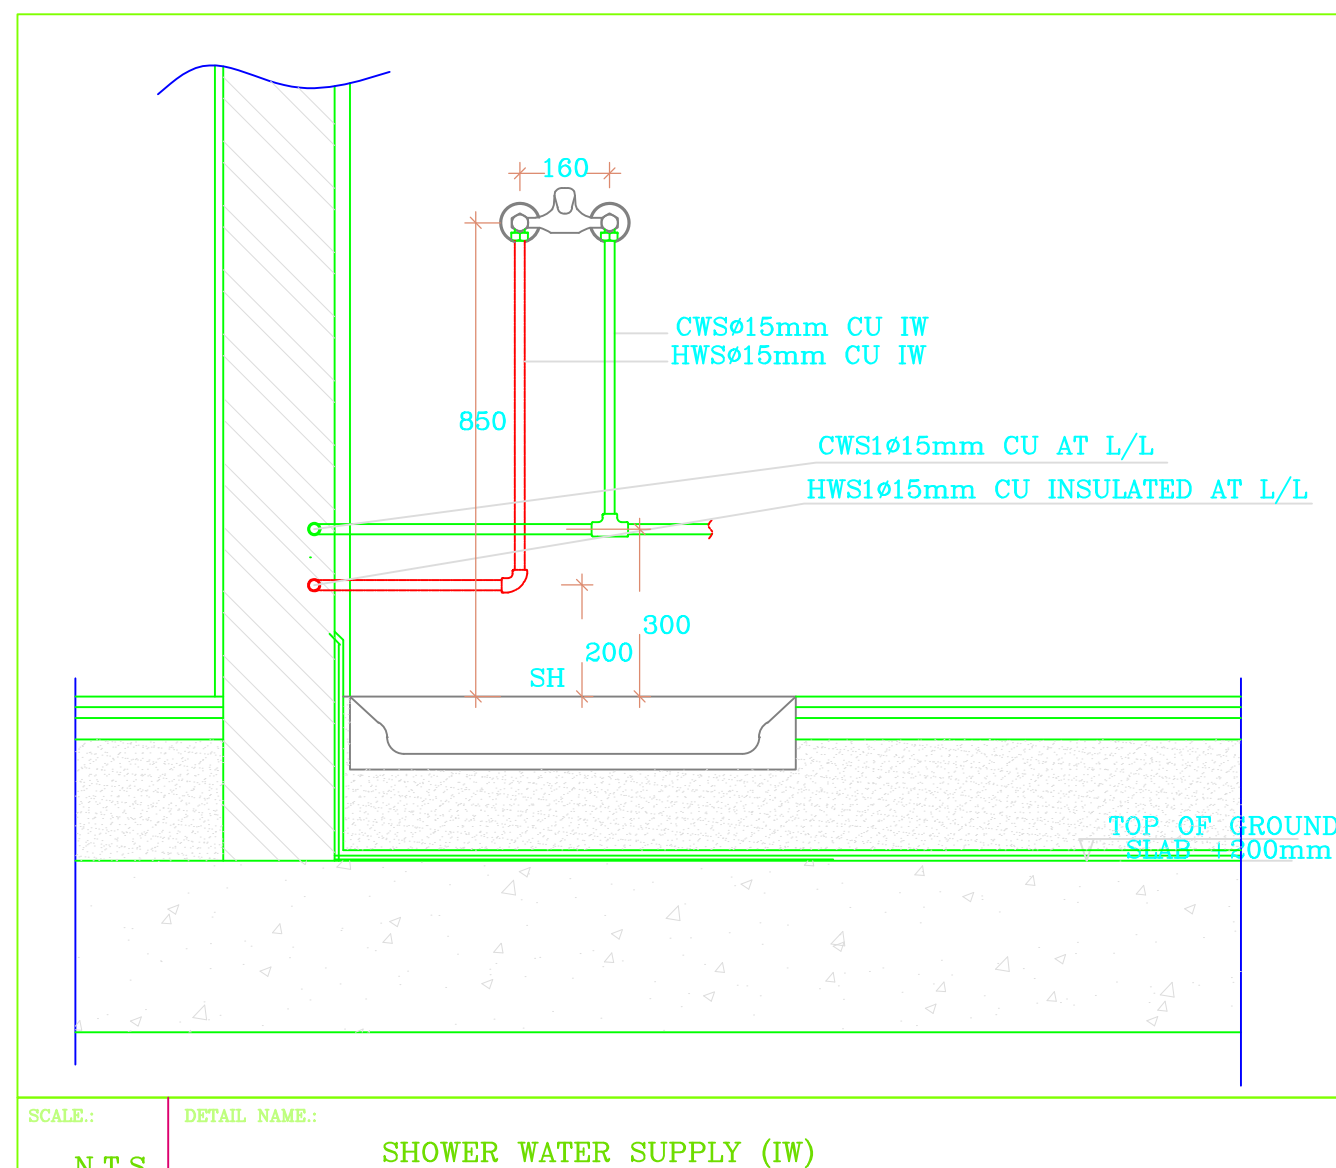 160
CWSø15mm CU IW
HWSø15mm CU IW
850
CWS1ø15mm CU AT L/L
HWS1ø15mm CU INSULATED AT L/L
300
200
SH
TOP OF GROUND
SLAB +200mm
SCALE.:
DETAIL NAME.:
N.T.S
SHOWER WATER SUPPLY (IW)